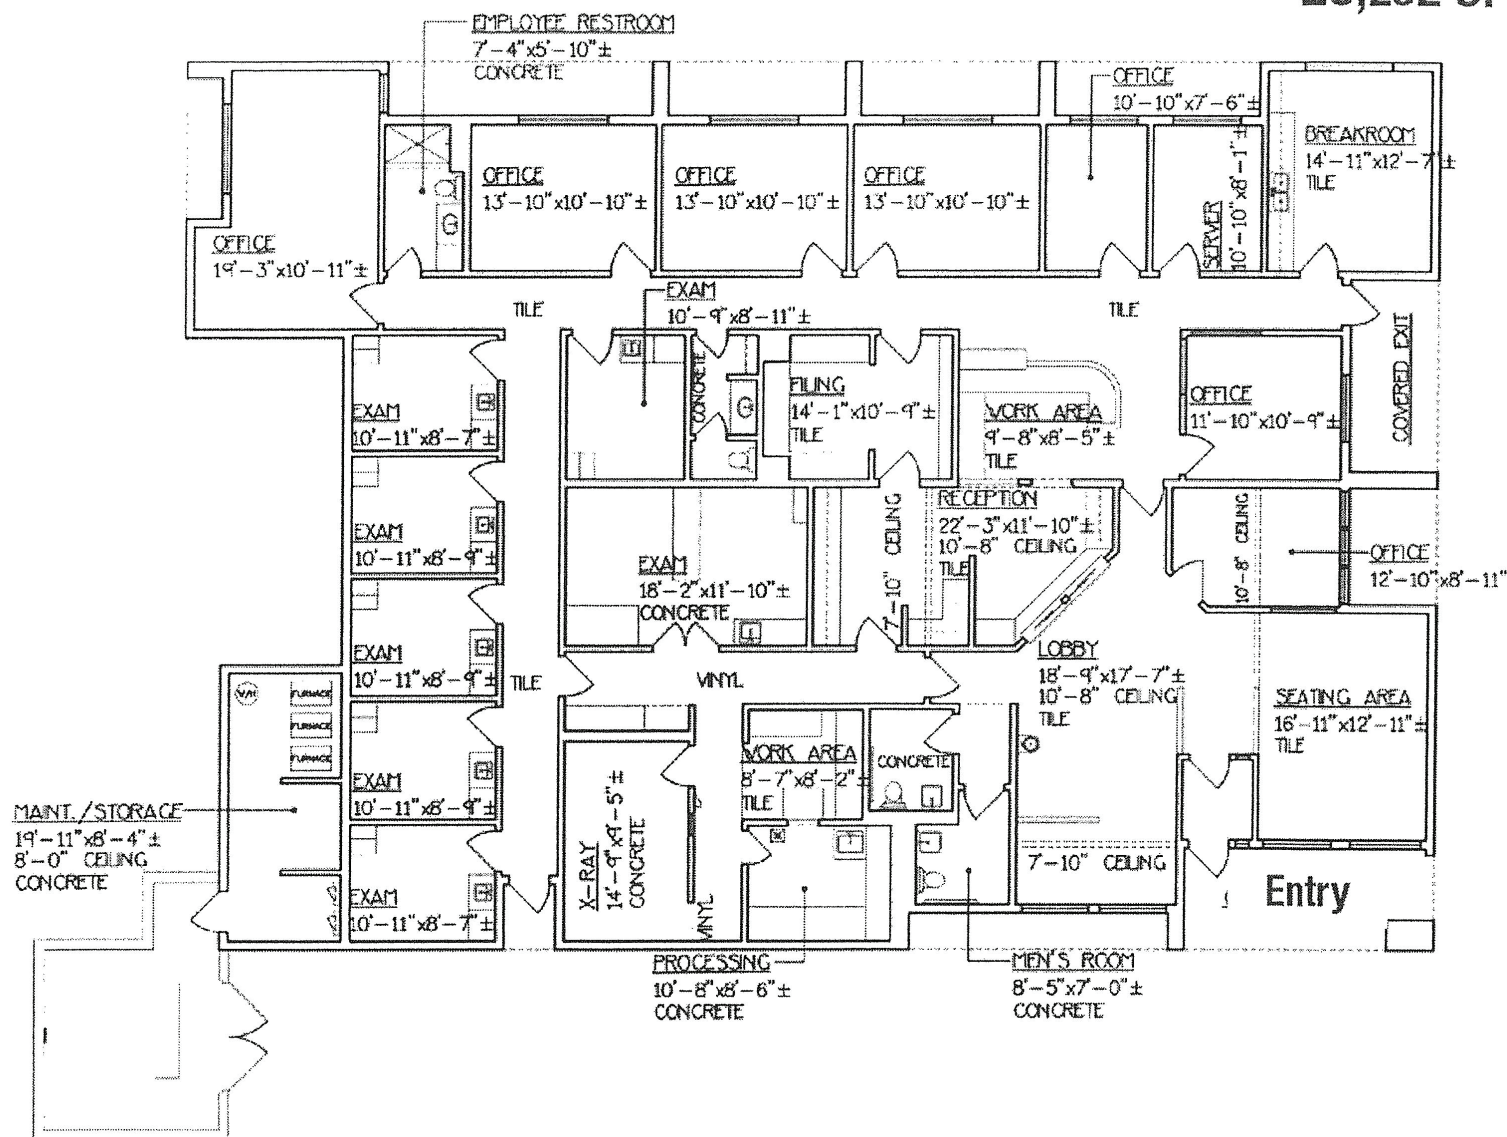 EMPLOYEE RESTROOM
7'-4"x5'-10"±
CONCRETE
OFFICE
10'-10"x7'-6"±
BREAKROOM
14'-11"x12'-7"±
TILE
OFFICE
13'-10"x10'-10"±
OFFICE
13'-10"x10'-10"±
OFFICE
13'-10"x10'-10"±
SERVER
10'-10"x8'-1"±
OFFICE
19'-3"x10'-11"±
TILE
EXAM
10'-9"x8'-11"±
TILE
COVERED EXIT
CONCRETE
FILING
14'-1"x10'-9"±
TILE
WORK AREA
9'-8"x8'-5"±
TILE
OFFICE
11'-10"x10'-9"±
EXAM
10'-11"x8'-7"±
EXAM
10'-11"x8'-9"±
7'-10" CEILING
RECEPTION
22'-3"x11'-10"±
10'-8" CEILING
TILE
10'-8" CEILING
OFFICE
12'-10"x8'-11"
EXAM
18'-2"x11'-10"±
CONCRETE
EXAM
10'-11"x8'-9"±
TILE
VINYL
LOBBY
18'-9"x17'-7"±
10'-8" CEILING
TILE
SEATING AREA
16'-11"x12'-11"±
TILE
W/H
FURNACE
FURNACE
FURNACE
WORK AREA
8'-7"x8'-2"±
TILE
CONCRETE
EXAM
10'-11"x8'-9"±
MAINT./STORAGE
19'-11"x8'-4"±
8'-0" CEILING
CONCRETE
X-RAY
14'-9"x9'-5"±
CONCRETE
VINYL
7'-10" CEILING
Entry
EXAM
10'-11"x8'-7"±
PROCESSING
10'-8"x8'-6"±
CONCRETE
MEN'S ROOM
8'-5"x7'-0"±
CONCRETE